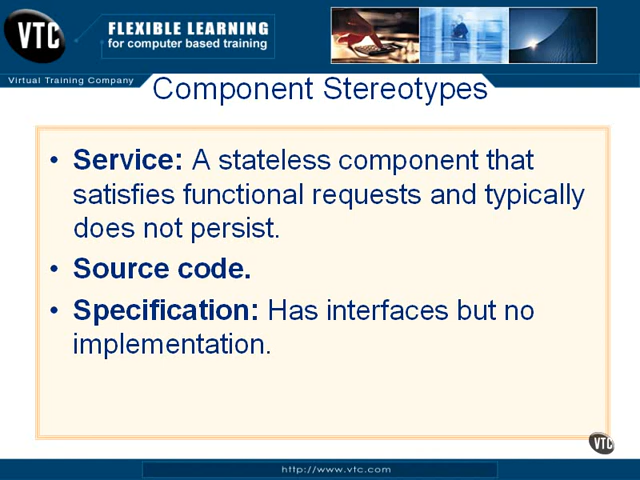 VTC
FLEXIBLE LEARNING
for computer based training
Virtual Training Company
Component Stereotypes
• Service: A stateless component that
satisfies functional requests and typically
does not persist.
• Source code.
• Specification: Has interfaces but no
implementation.
VTC
http://www.vtc.com